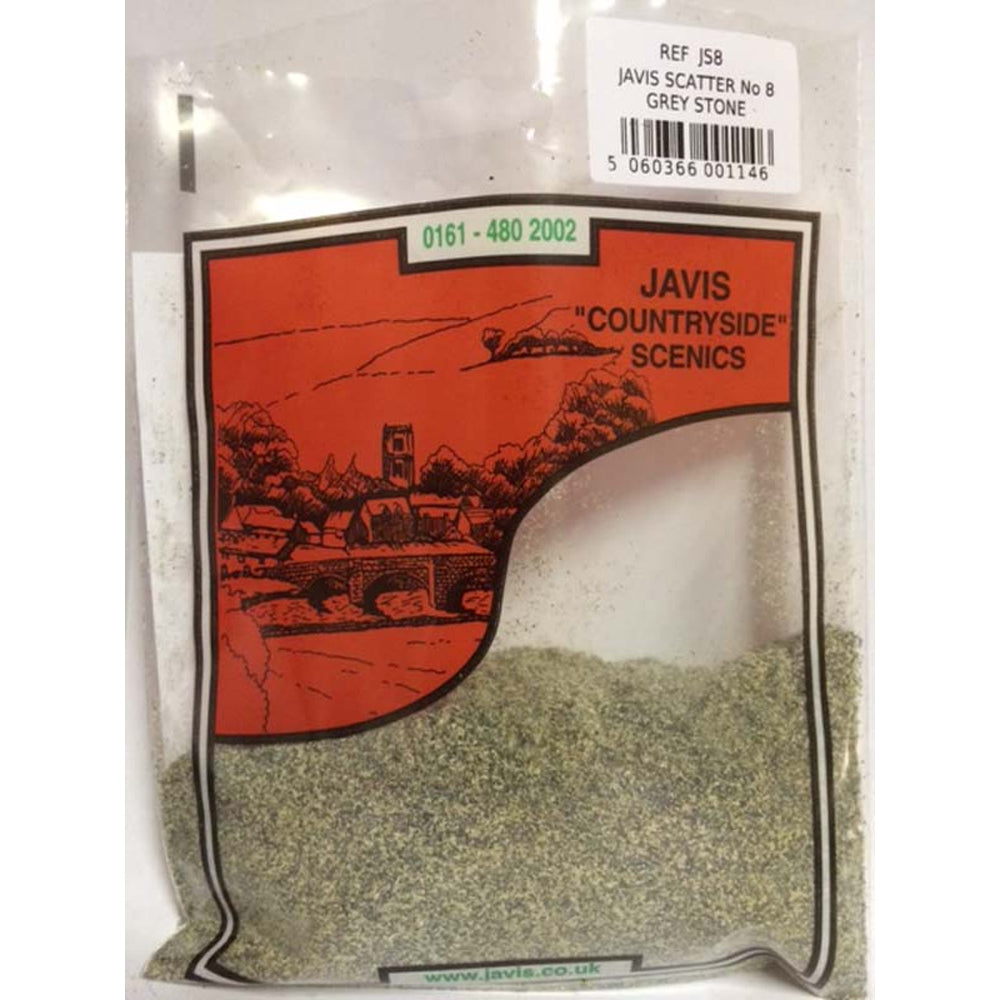 REF JS8
JAVIS SCATTER No 8
GREY STONE
5 060366 001146
0161 - 480 2002
JAVIS
"COUNTRYSIDE"
SCENICS
www.javis.co.uk